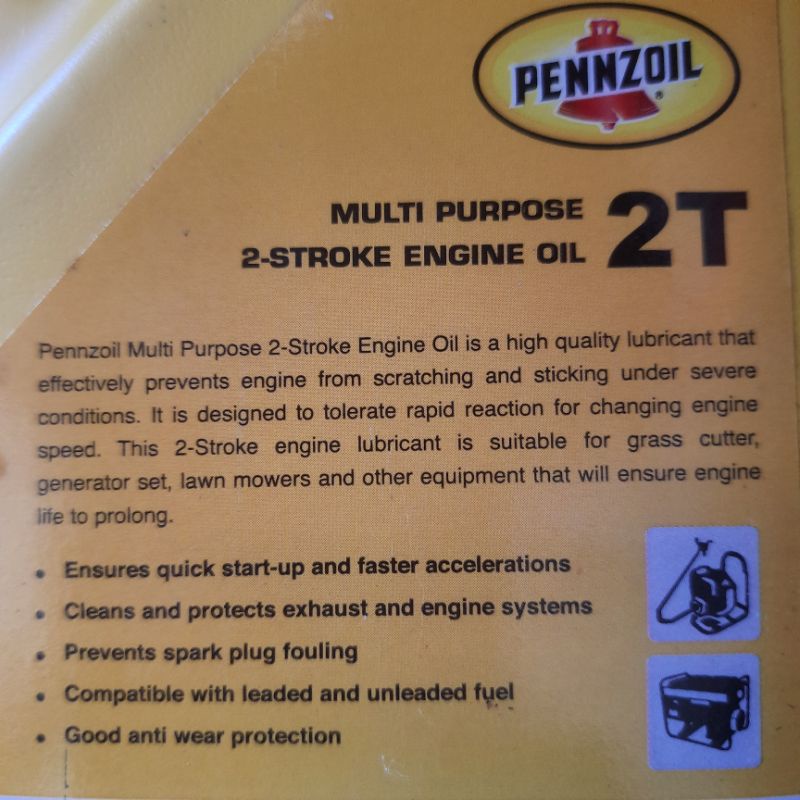 PENNZOIL®
MULTI PURPOSE
2-STROKE ENGINE OIL 2T
Pennzoil Multi Purpose 2-Stroke Engine Oil is a high quality lubricant that
effectively prevents engine from scratching and sticking under severe
conditions. It is designed to tolerate rapid reaction for changing engine
speed. This 2-Stroke engine lubricant is suitable for grass cutter,
generator set, lawn mowers and other equipment that will ensure engine
life to prolong.
• Ensures quick start-up and faster accelerations
• Cleans and protects exhaust and engine systems
• Prevents spark plug fouling
• Compatible with leaded and unleaded fuel
• Good anti wear protection